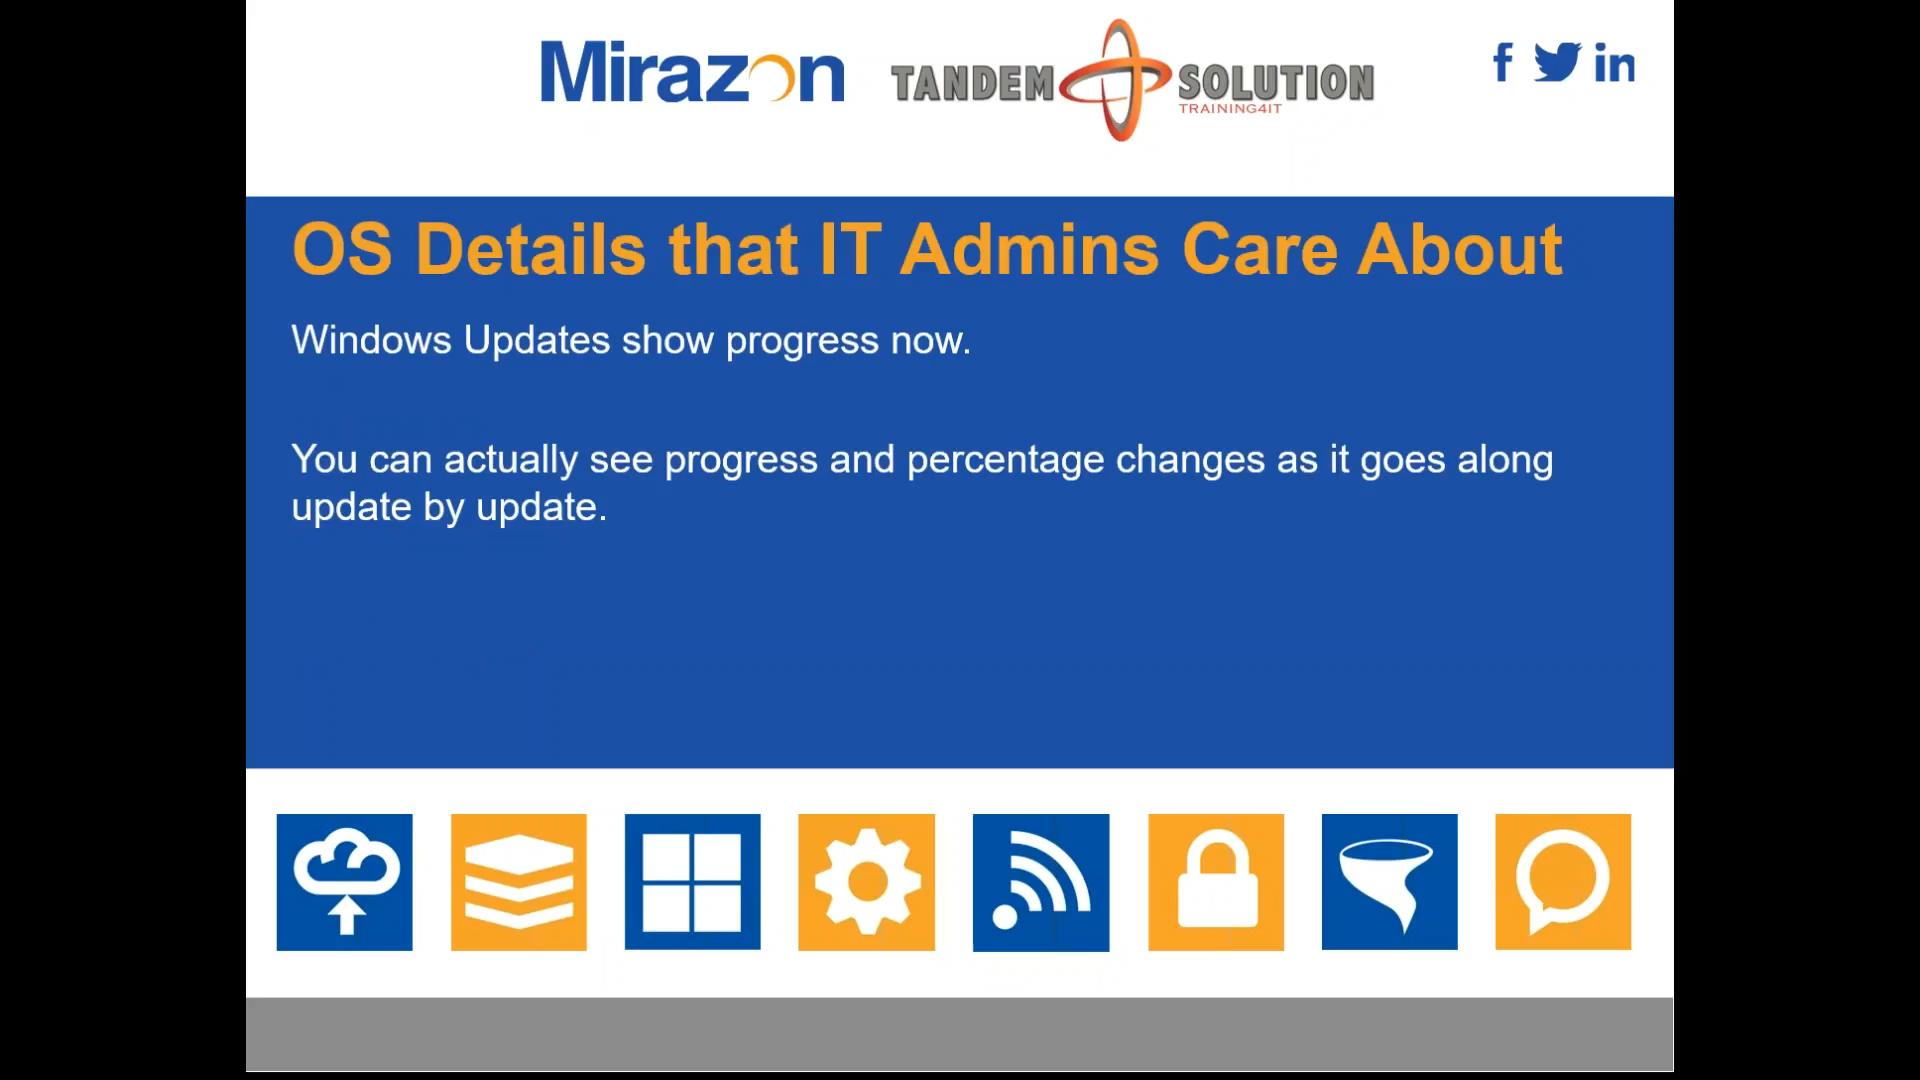 Mirazon
TANDEM SOLUTION
TRAINING4IT
f in
OS Details that IT Admins Care About
Windows Updates show progress now.
You can actually see progress and percentage changes as it goes along
update by update.